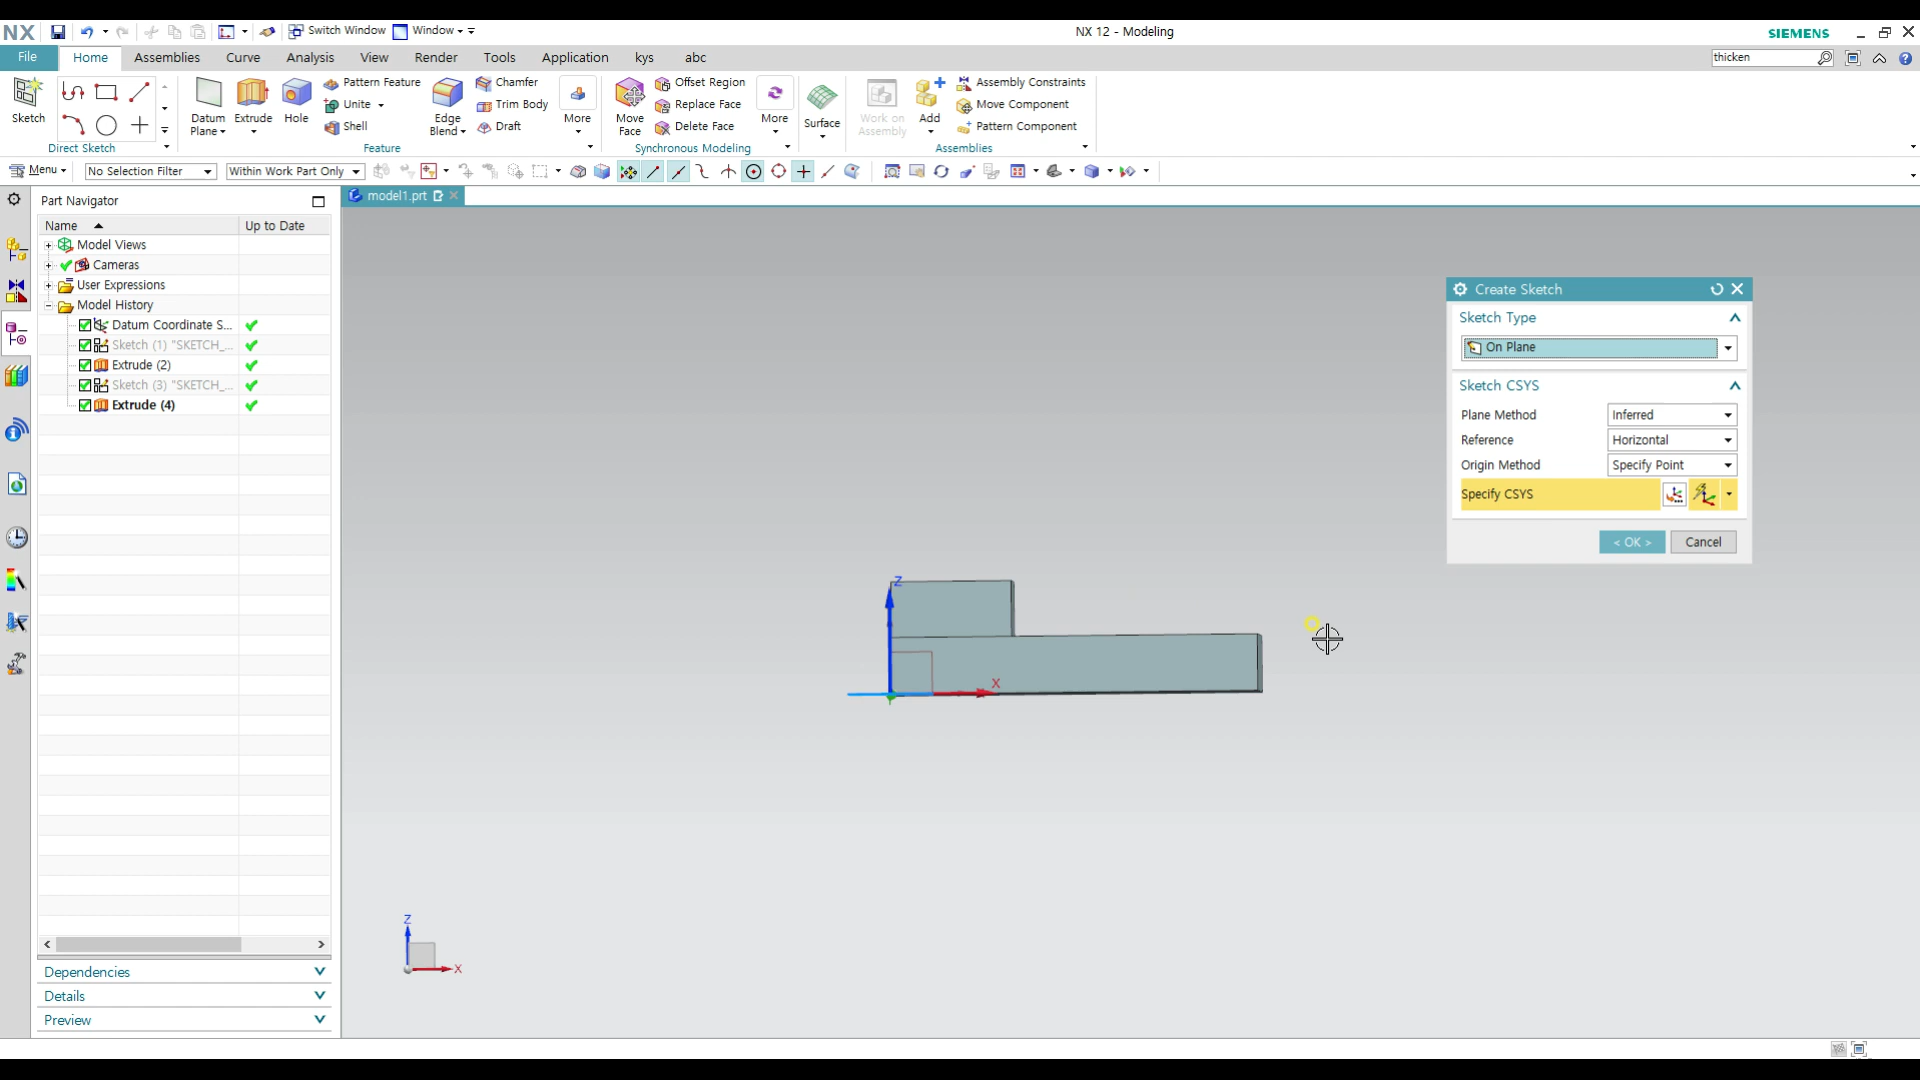 NX
Switch Window
Window
NX 12 - Modeling
SIEMENS
File
Home
Assemblies
Curve
Analysis
View
Render
Tools
Application
kys
abc
thicken
Sketch
Direct Sketch
Datum Plane
Extrude
Hole
Pattern Feature
Unite
Shell
Edge Blend
Chamfer
Trim Body
Draft
More
Feature
Move Face
Offset Region
Replace Face
Delete Face
More
Synchronous Modeling
Surface
Work on Assembly
Add
Assembly Constraints
Move Component
Pattern Component
Assemblies
Menu
No Selection Filter
Within Work Part Only
Part Navigator
model1.prt
Name
Up to Date
Model Views
Cameras
User Expressions
Model History
Datum Coordinate S...
Sketch (1) "SKETCH_...
Extrude (2)
Sketch (3) "SKETCH_...
Extrude (4)
Dependencies
Details
Preview
Create Sketch
Sketch Type
On Plane
Sketch CSYS
Plane Method
Inferred
Reference
Horizontal
Origin Method
Specify Point
Specify CSYS
< OK >
Cancel
Z
X
Z
X